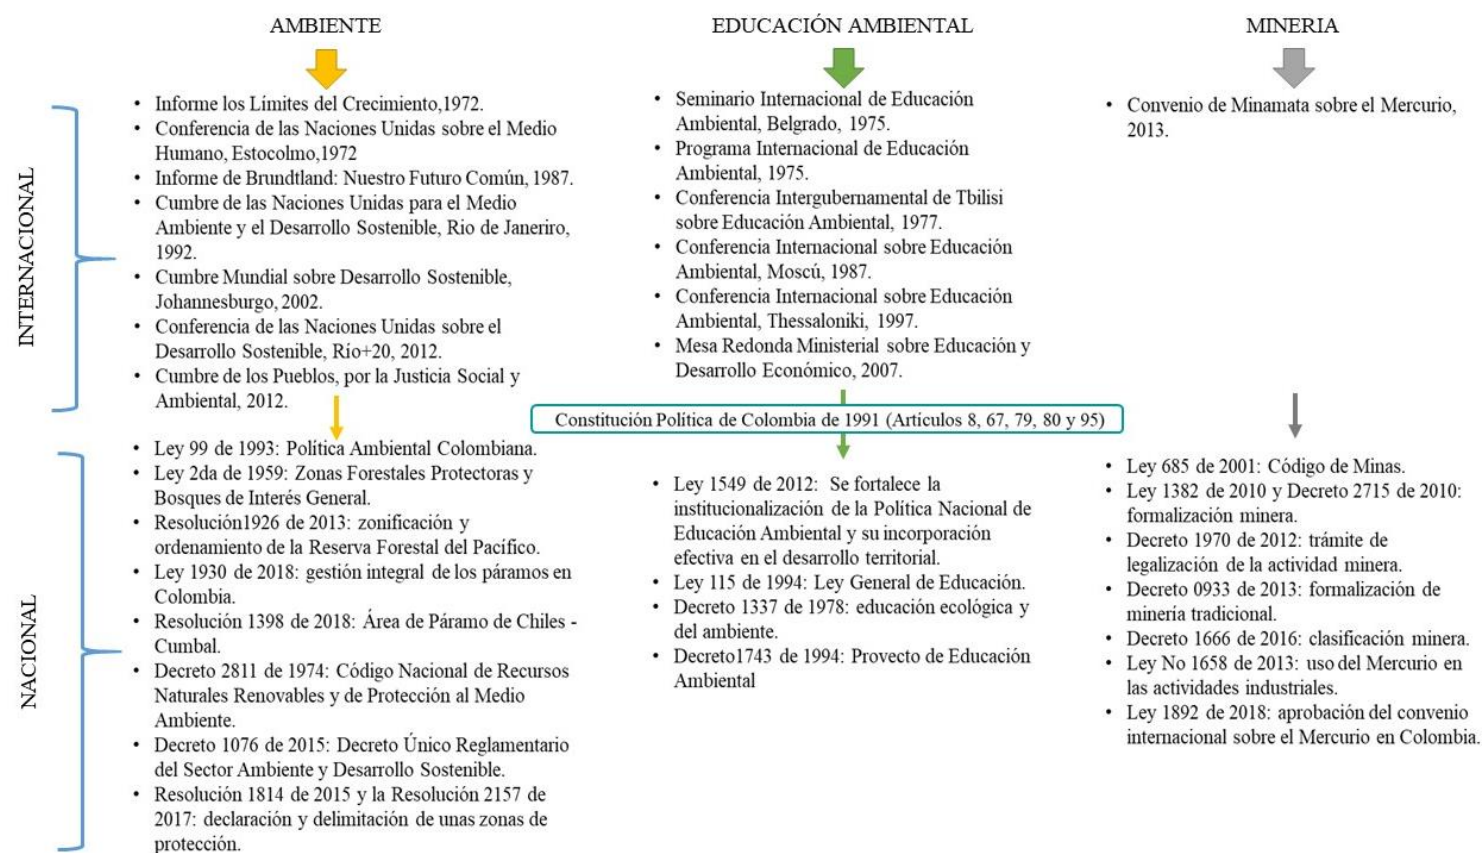 AMBIENTE
EDUCACIÓN AMBIENTAL
MINERIA
INTERNACIONAL
• Informe los Límites del Crecimiento,1972.
• Conferencia de las Naciones Unidas sobre el Medio
Humano, Estocolmo,1972
• Informe de Brundtland: Nuestro Futuro Común, 1987.
• Cumbre de las Naciones Unidas para el Medio
Ambiente y el Desarrollo Sostenible, Rio de Janeriro,
1992.
• Cumbre Mundial sobre Desarrollo Sostenible,
Johannesburgo, 2002.
• Conferencia de las Naciones Unidas sobre el
Desarrollo Sostenible, Río+20, 2012.
• Cumbre de los Pueblos, por la Justicia Social y
Ambiental, 2012.
• Seminario Internacional de Educación
Ambiental, Belgrado, 1975.
• Programa Internacional de Educación
Ambiental, 1975.
• Conferencia Intergubernamental de Tbilisi
sobre Educación Ambiental, 1977.
• Conferencia Internacional sobre Educación
Ambiental, Moscú, 1987.
• Conferencia Internacional sobre Educación
Ambiental, Thessaloniki, 1997.
• Mesa Redonda Ministerial sobre Educación y
Desarrollo Económico, 2007.
• Convenio de Minamata sobre el Mercurio,
2013.
Constitución Política de Colombia de 1991 (Artículos 8, 67, 79, 80 y 95)
NACIONAL
• Ley 99 de 1993: Política Ambiental Colombiana.
• Ley 2da de 1959: Zonas Forestales Protectoras y
Bosques de Interés General.
• Resolución1926 de 2013: zonificación y
ordenamiento de la Reserva Forestal del Pacífico.
• Ley 1930 de 2018: gestión integral de los páramos en
Colombia.
• Resolución 1398 de 2018: Área de Páramo de Chiles -
Cumbal.
• Decreto 2811 de 1974: Código Nacional de Recursos
Naturales Renovables y de Protección al Medio
Ambiente.
• Decreto 1076 de 2015: Decreto Único Reglamentario
del Sector Ambiente y Desarrollo Sostenible.
• Resolución 1814 de 2015 y la Resolución 2157 de
2017: declaración y delimitación de unas zonas de
protección.
• Ley 1549 de 2012: Se fortalece la
institucionalización de la Política Nacional de
Educación Ambiental y su incorporación
efectiva en el desarrollo territorial.
• Ley 115 de 1994: Ley General de Educación.
• Decreto 1337 de 1978: educación ecológica y
del ambiente.
• Decreto1743 de 1994: Provecto de Educación
Ambiental
• Ley 685 de 2001: Código de Minas.
• Ley 1382 de 2010 y Decreto 2715 de 2010:
formalización minera.
• Decreto 1970 de 2012: trámite de
legalización de la actividad minera.
• Decreto 0933 de 2013: formalización de
minería tradicional.
• Decreto 1666 de 2016: clasificación minera.
• Ley No 1658 de 2013: uso del Mercurio en
las actividades industriales.
• Ley 1892 de 2018: aprobación del convenio
internacional sobre el Mercurio en Colombia.